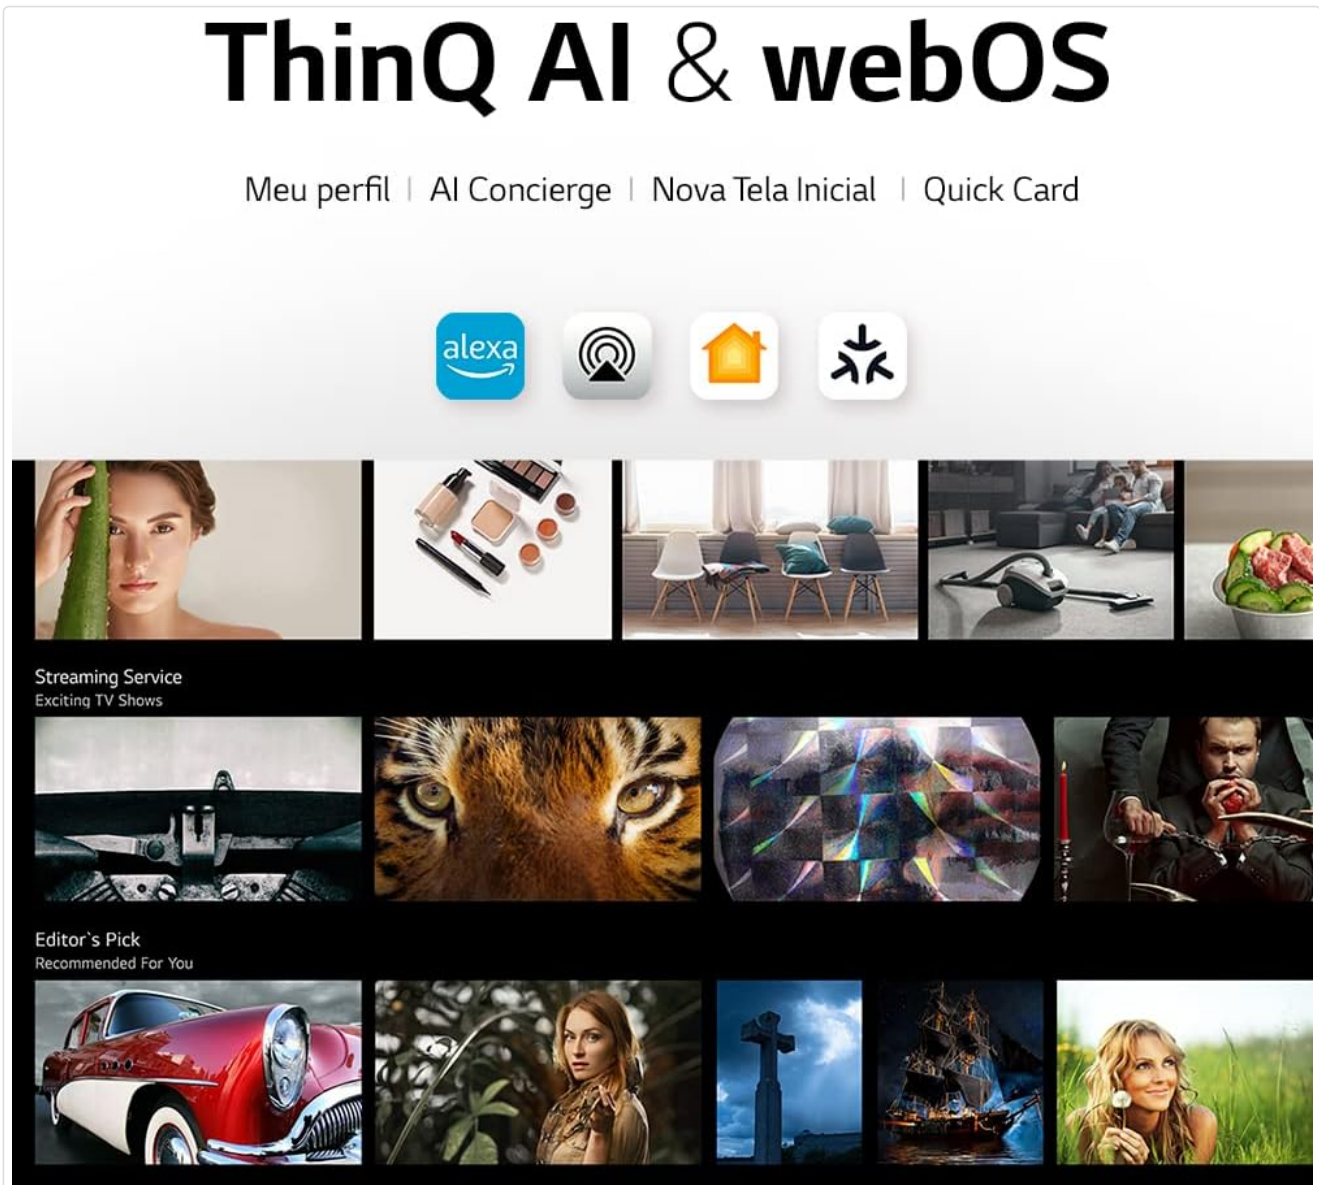 ThinQ AI & webOS
Meu perfil | AI Concierge | Nova Tela Inicial | Quick Card
alexa
Streaming Service
Exciting TV Shows
Editor`s Pick
Recommended For You